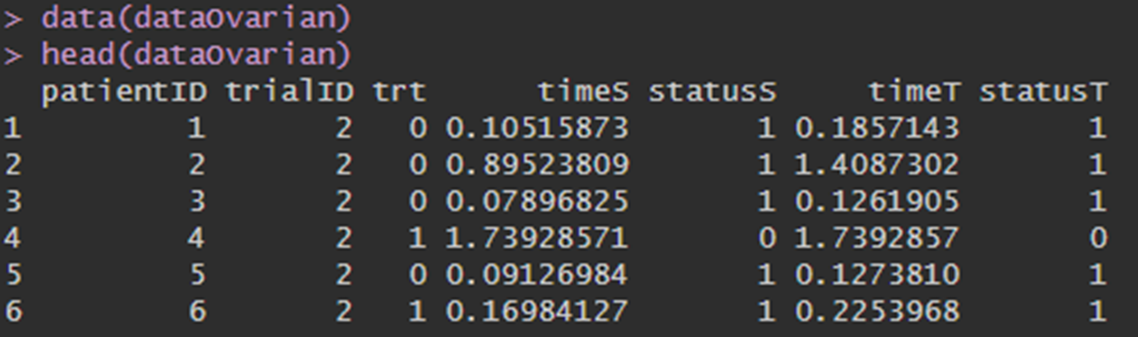 > data(dataOvarian)
> head(dataOvarian)
  patientID trialID trt      timeS statusS     timeT statusT
1         1       2   0 0.10515873       1 0.1857143       1
2         2       2   0 0.89523809       1 1.4087302       1
3         3       2   0 0.07896825       1 0.1261905       1
4         4       2   1 1.73928571       0 1.7392857       0
5         5       2   0 0.09126984       1 0.1273810       1
6         6       2   1 0.16984127       1 0.2253968       1